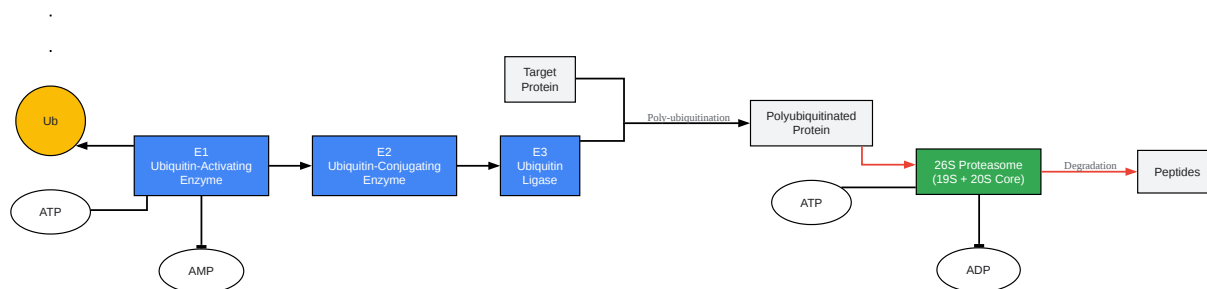 Ub
ATP
E1
Ubiquitin-Activating
Enzyme
AMP
E2
Ubiquitin-Conjugating
Enzyme
Target
Protein
E3
Ubiquitin
Ligase
Poly-ubiquitination
Polyubiquitinated
Protein
ATP
26S Proteasome
(19S + 20S Core)
ADP
Degradation
Peptides